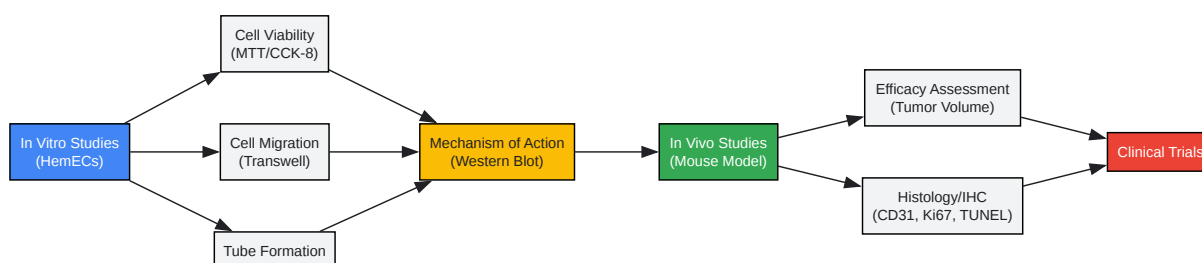 In Vitro Studies
(HemECs)
Cell Viability
(MTT/CCK-8)
Cell Migration
(Transwell)
Tube Formation
Mechanism of Action
(Western Blot)
In Vivo Studies
(Mouse Model)
Efficacy Assessment
(Tumor Volume)
Histology/IHC
(CD31, Ki67, TUNEL)
Clinical Trials